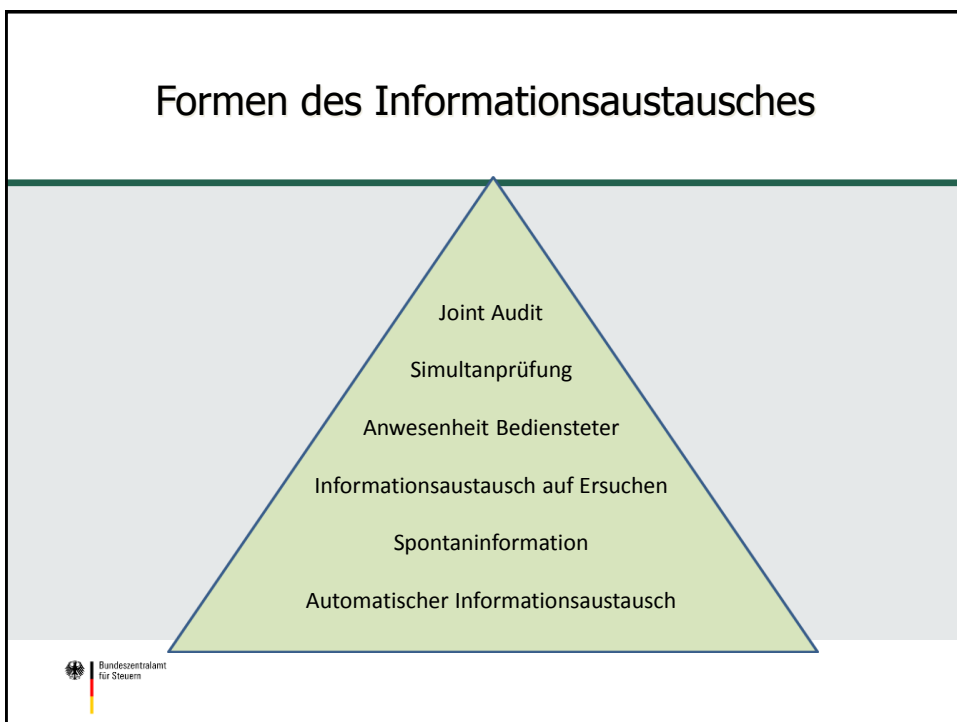 Formen des Informationsaustausches
Joint Audit
Simultanprüfung
Anwesenheit Bediensteter
Informationsaustausch auf Ersuchen
Spontaninformation
Automatischer Informationsaustausch
Bundeszentralamt
für Steuern